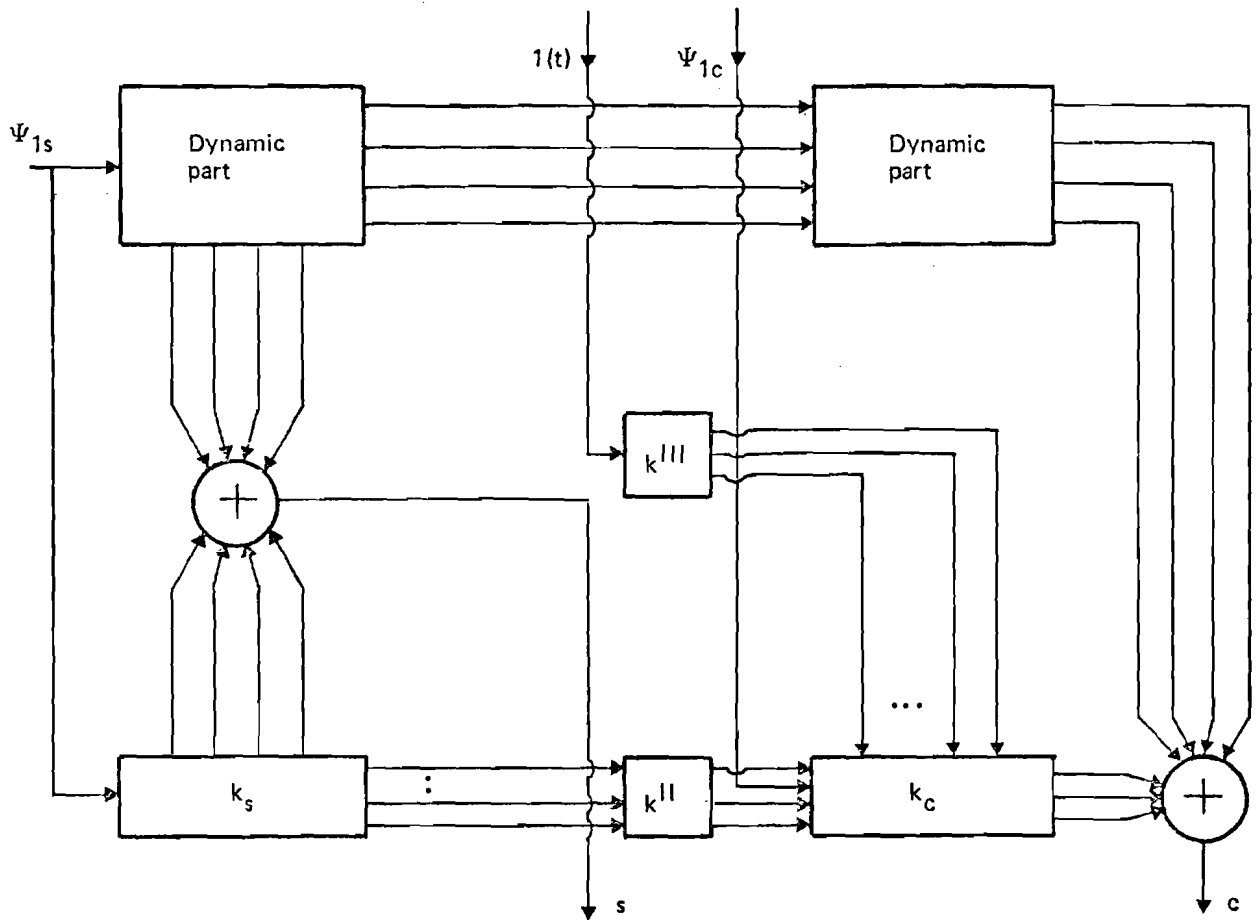 1(t)
Ψ1c
Ψ1s
Dynamic
part
Dynamic
part
kIII
+
...
ks
:
kII
kc
+
s
c